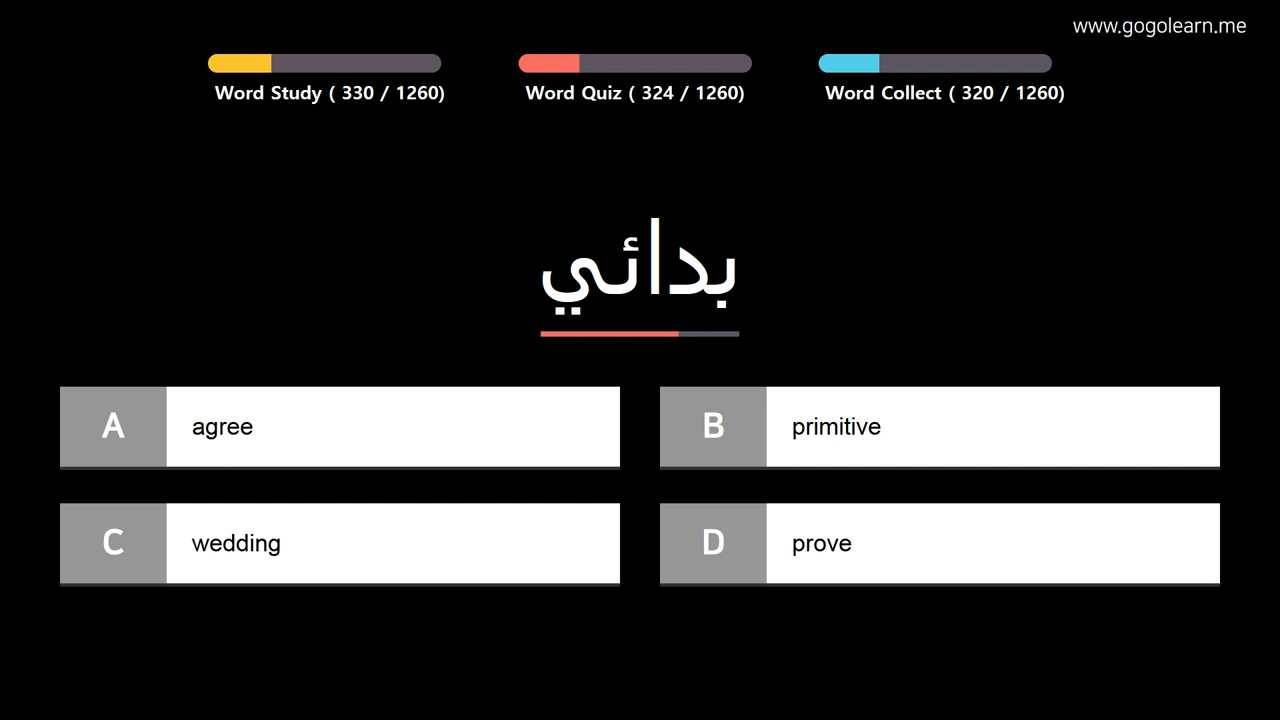 www.gogolearn.me
Word Study ( 330 / 1260)
Word Quiz ( 324 / 1260)
Word Collect ( 320 / 1260)
بدائي
A agree
B primitive
C wedding
D prove